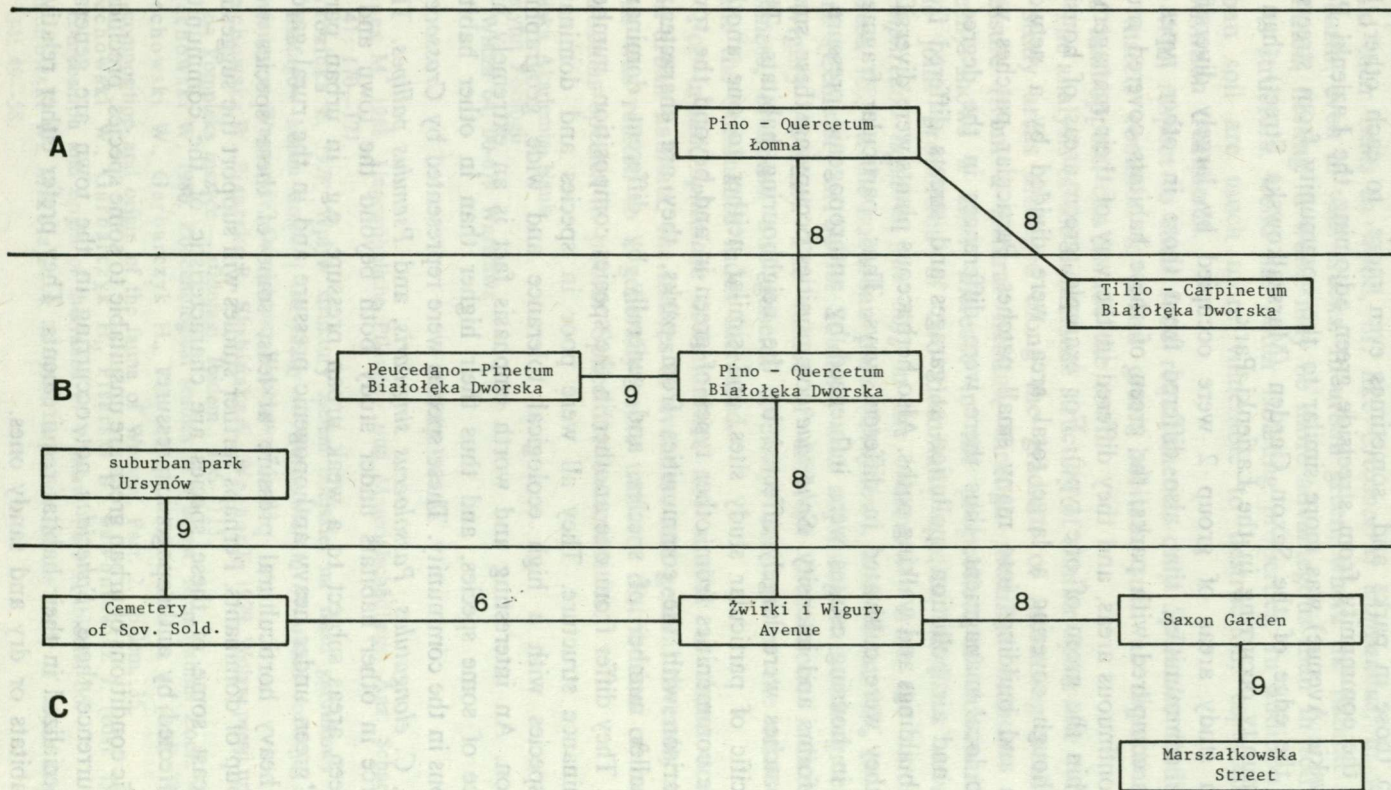 A
Pino - Quercetum
Łomna
8
8
Tilio - Carpinetum
Białołęka Dworska
B
Peucedano--Pinetum
Białołęka Dworska
9
Pino - Quercetum
Białołęka Dworska
suburban park
Ursynów
9
8
C
Cemetery
of Sov. Sold.
6
Żwirki i Wigury
Avenue
8
Saxon Garden
9
Marszałkowska
Street